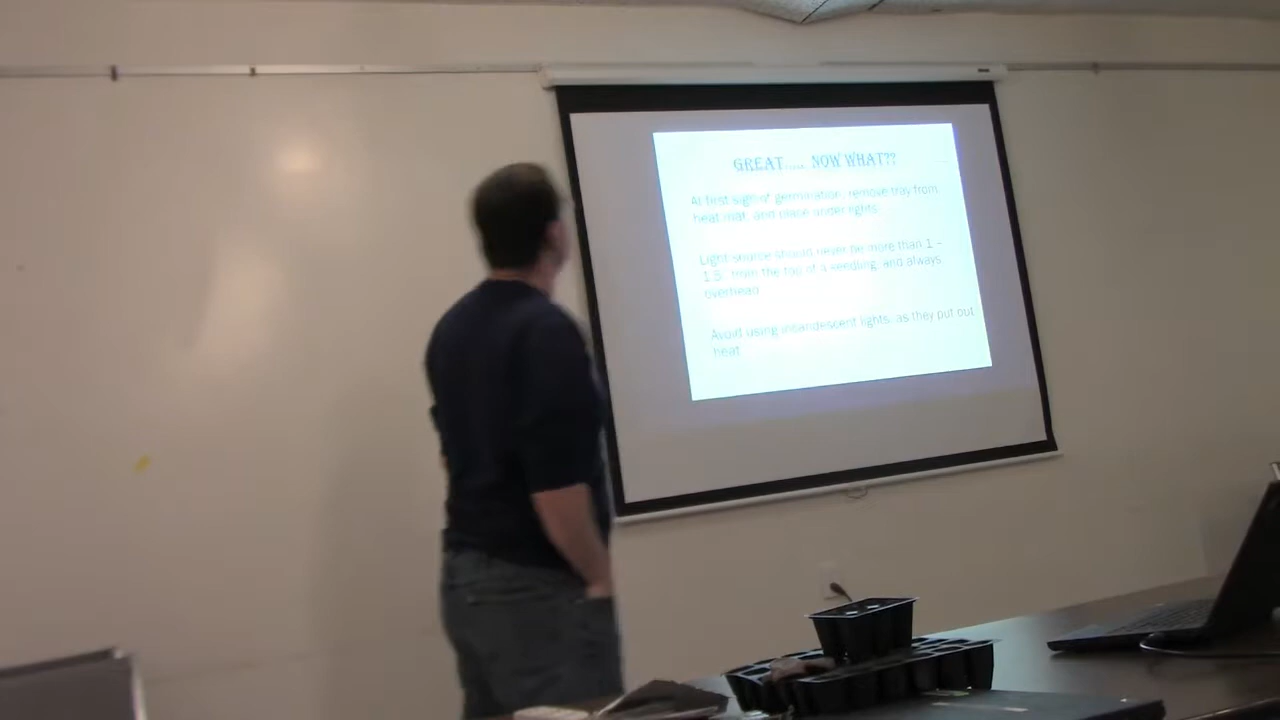 GREAT..... NOW WHAT??
At first sign of germination, remove tray from
heat mat, and place under lights
Light source should never be more than 1 –
1.5" from the top of a seedling, and always
overhead
Avoid using incandescent lights, as they put out
heat